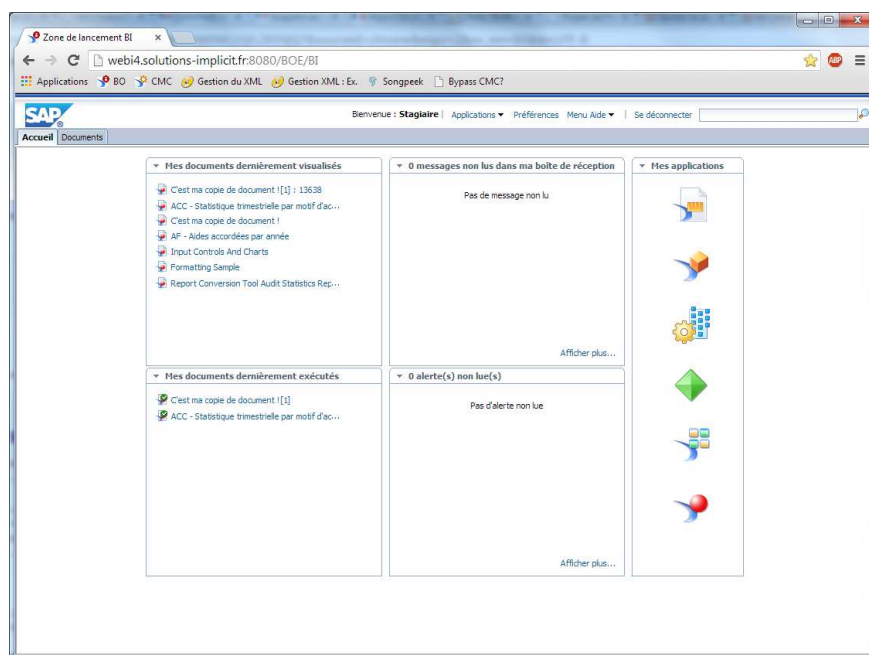 Zone de lancement BI
webi4.solutions-implicit.fr:8080/BOE/BI
Applications BO CMC Gestion du XML Gestion XML : Ex. Songpeek Bypass CMC?
ABP
SAP
Bienvenue : Stagiaire | Applications Préférences Menu Aide | Se déconnecter
Accueil Documents
Mes documents dernièrement visualisés
C'est ma copie de document ![1] : 13638
ACC - Statistique trimestrielle par motif d'ac...
C'est ma copie de document !
AF - Aides accordées par année
Input Controls And Charts
Formatting Sample
Report Conversion Tool Audit Statistics Rep...
0 messages non lus dans ma boîte de réception
Pas de message non lu
Afficher plus...
Mes applications
Mes documents dernièrement exécutés
C'est ma copie de document ![1]
ACC - Statistique trimestrielle par motif d'ac...
0 alerte(s) non lue(s)
Pas d'alerte non lue
Afficher plus...